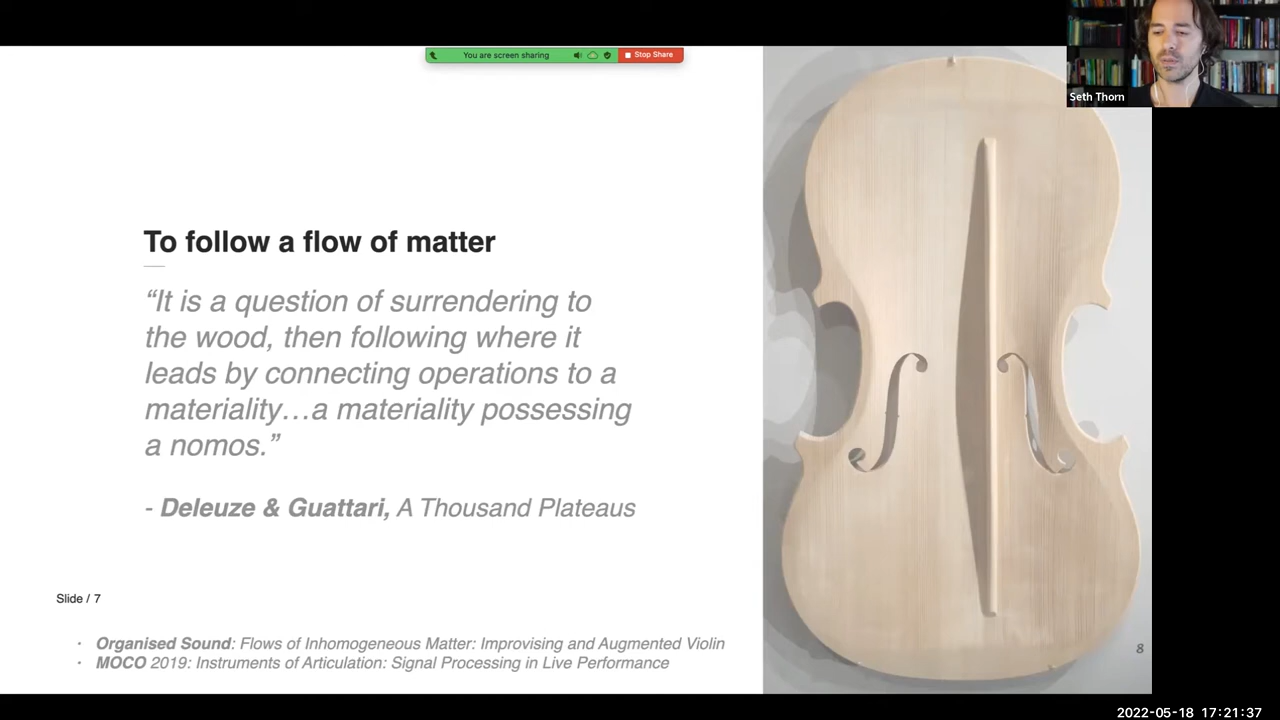 You are screen sharing
Stop Share
Seth Thorn
To follow a flow of matter
“It is a question of surrendering to
the wood, then following where it
leads by connecting operations to a
materiality…a materiality possessing
a nomos.”
- Deleuze & Guattari, A Thousand Plateaus
Slide / 7
• Organised Sound: Flows of Inhomogeneous Matter: Improvising and Augmented Violin
• MOCO 2019: Instruments of Articulation: Signal Processing in Live Performance
8
2022-05-18 17:21:37